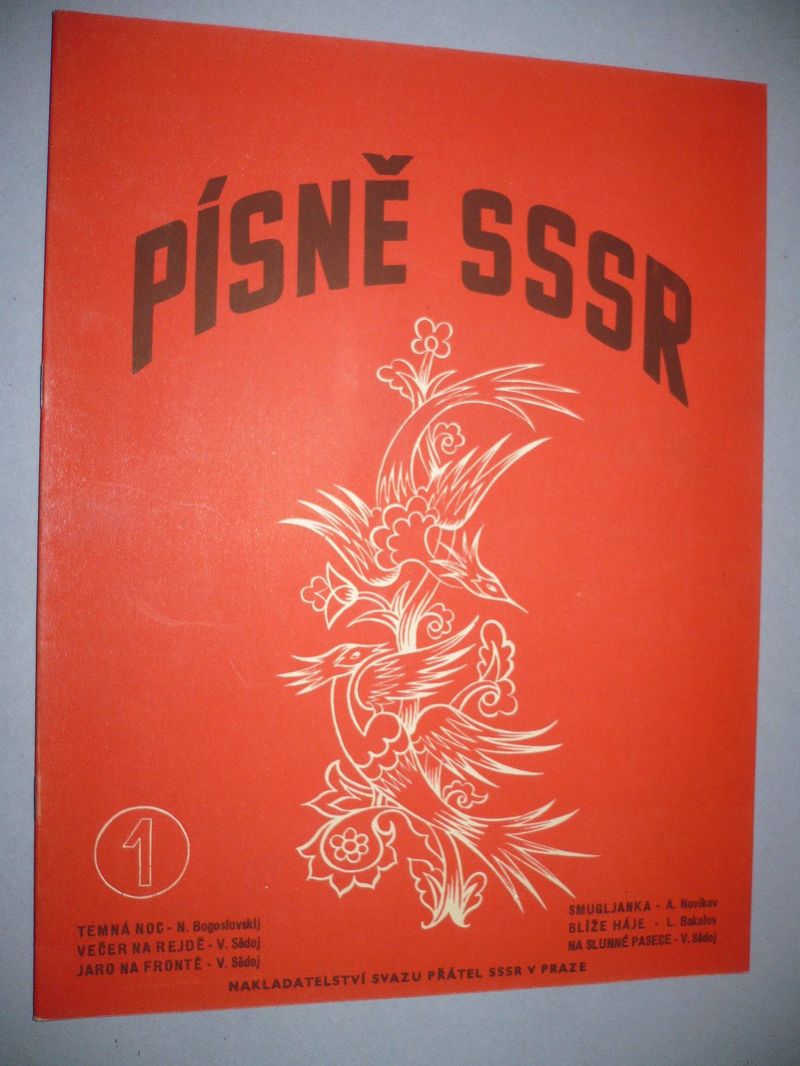 PÍSNĚ SSSR
1
TEMNÁ NOC - N. Bogoslovskij
VEČER NA REJDĚ - V. Sědoj
JARO NA FRONTĚ - V. Sědoj
SMUGLJANKA - A. Novikov
BLÍŽE HÁJE - L. Bakalov
NA SLUNNÉ PASECE - V. Sědoj
NAKLADATELSTVÍ SVAZU PŘÁTEL SSSR V PRAZE